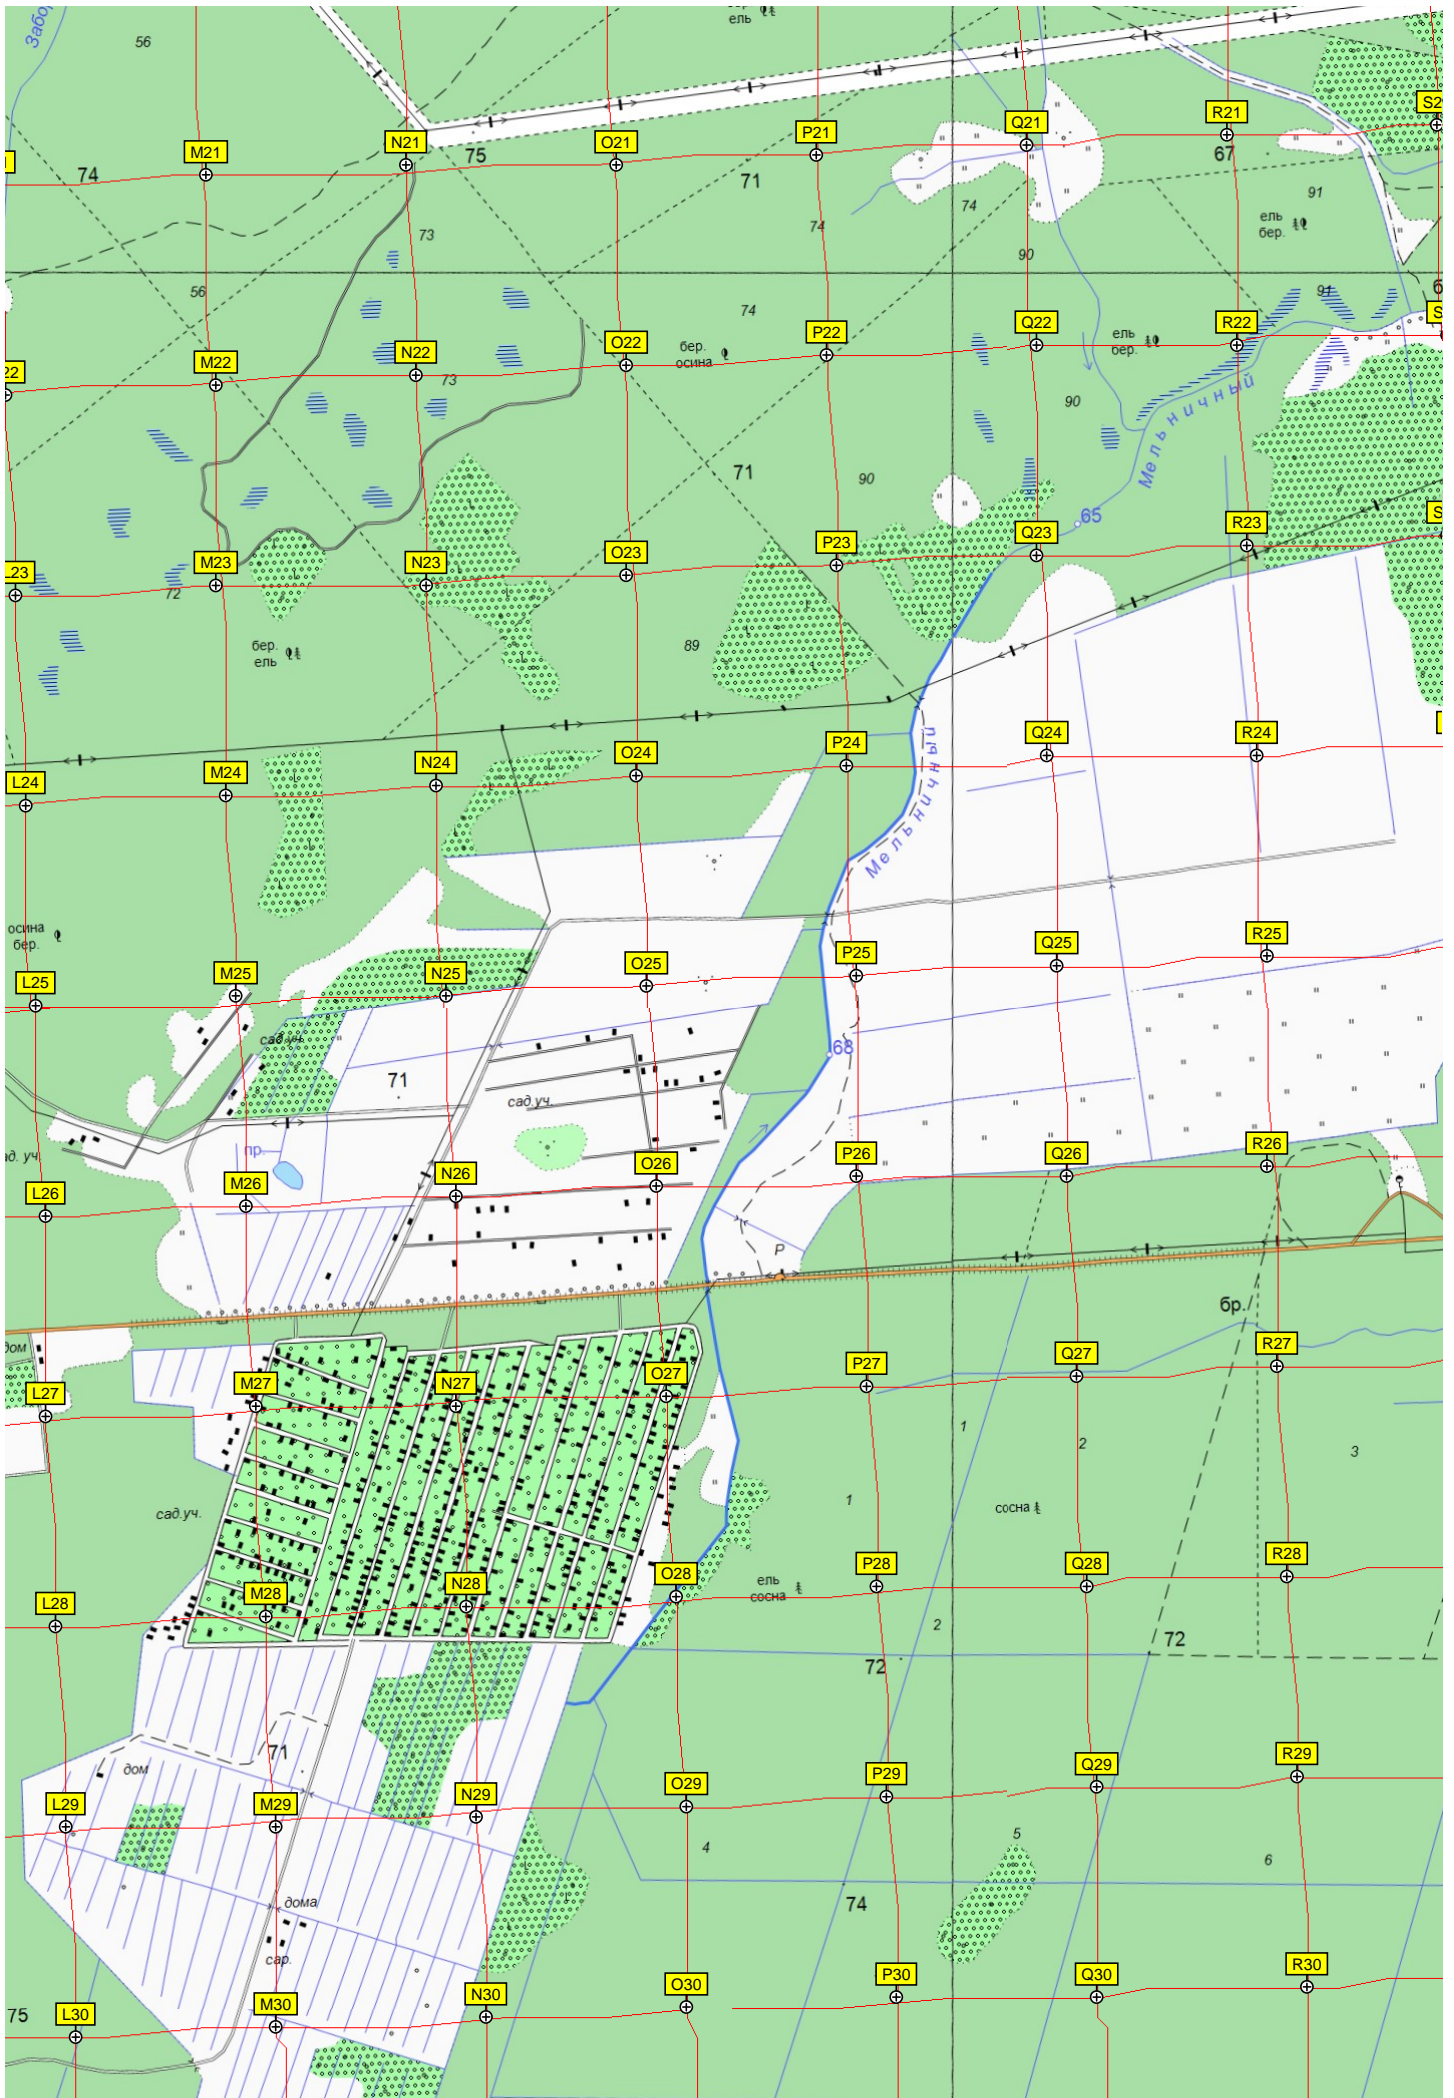 ель
56
S2
R21
Q21
P21
O21
N21
M21
75
67
74
71
91
ель
бер.
74
74
73
90
56
91
74
S
R22
Q22
P22
O22
N22
M22
22
ель
бер.
бер.
осина
73
90
Мельничный
71
90
65
S
R23
Q23
P23
O23
N23
M23
72
бер.
ель
89
R24
Q24
P24
O24
N24
M24
L24
Мельничный
осина
бер.
R25
Q25
P25
O25
N25
M25
L25
сад.уч.
68
71
сад.уч.
пр.
R26
Q26
P26
O26
N26
M26
L26
Р
бр.
дом
R27
Q27
P27
O27
N27
M27
L27
1
2
3
1
сосна
сад.уч.
R28
Q28
P28
O28
N28
M28
L28
ель
сосна
2
72
72
71
дом
R29
Q29
P29
O29
N29
M29
L29
4
5
6
74
дома
сар.
R30
Q30
P30
O30
N30
M30
L30
75